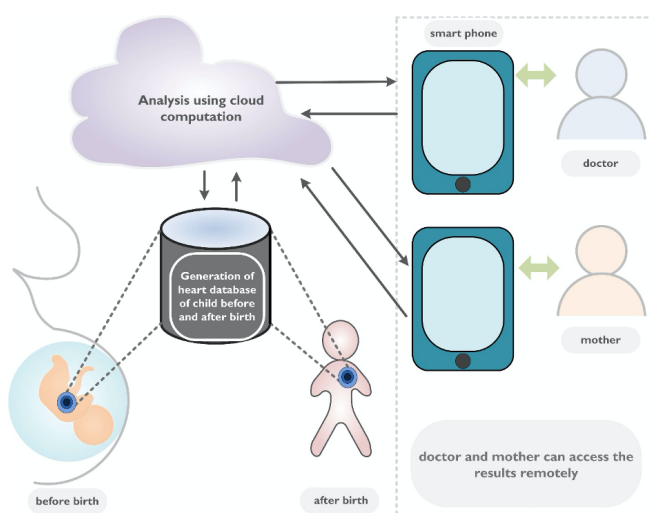 smart phone
Analysis using cloud
computation
doctor
Generation of
heart database
of child before
and after birth
mother
doctor and mother can access the
results remotely
before birth
after birth